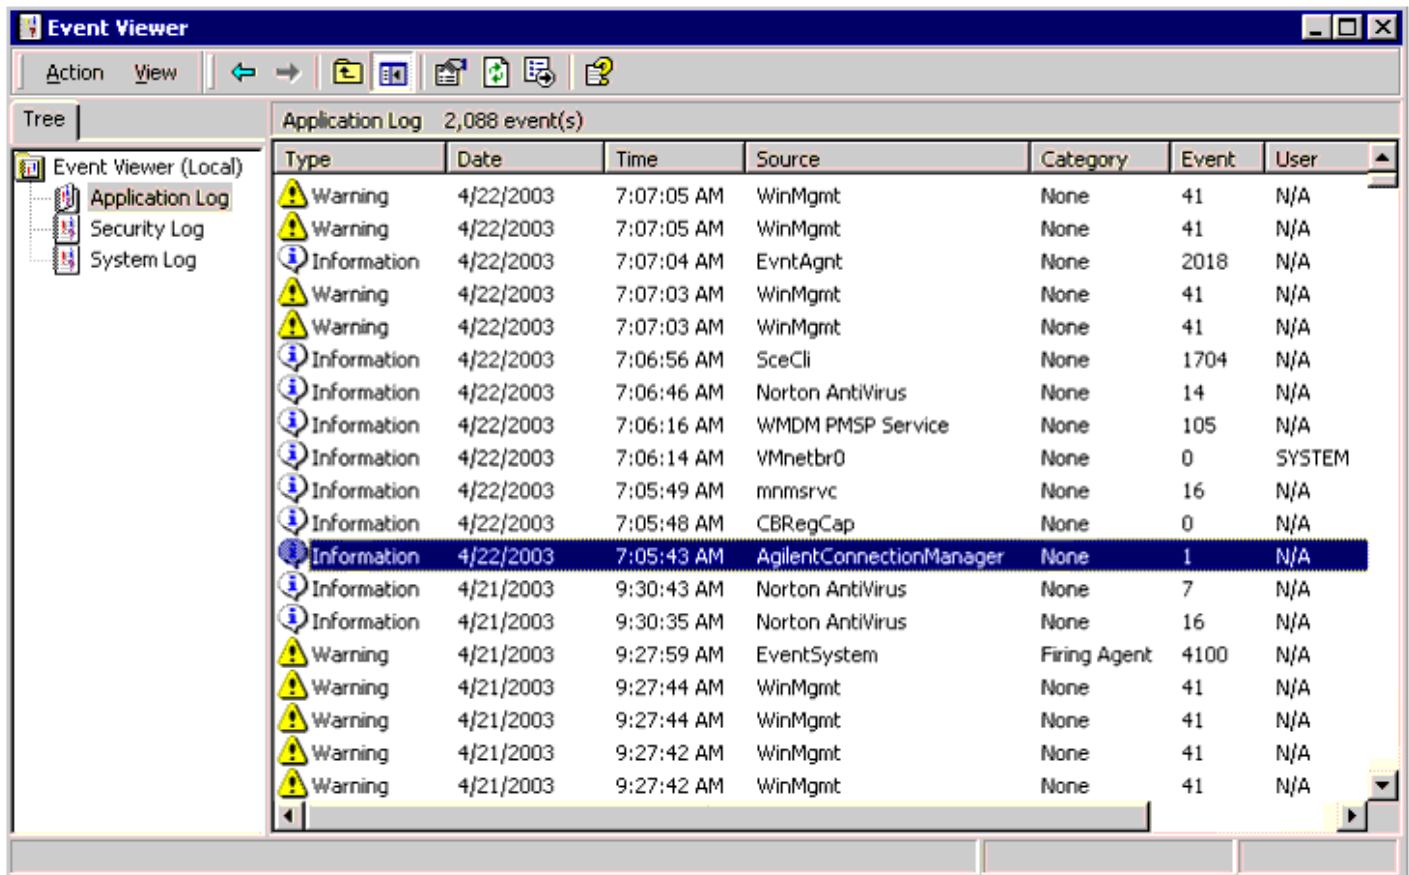 Event Viewer
Action View
Tree
Application Log 2,088 event(s)
Event Viewer (Local)
Application Log
Security Log
System Log
Type Date Time Source Category Event User
Warning 4/22/2003 7:07:05 AM WinMgmt None 41 N/A
Warning 4/22/2003 7:07:05 AM WinMgmt None 41 N/A
Information 4/22/2003 7:07:04 AM EvntAgnt None 2018 N/A
Warning 4/22/2003 7:07:03 AM WinMgmt None 41 N/A
Warning 4/22/2003 7:07:03 AM WinMgmt None 41 N/A
Information 4/22/2003 7:06:56 AM SceCli None 1704 N/A
Information 4/22/2003 7:06:46 AM Norton AntiVirus None 14 N/A
Information 4/22/2003 7:06:16 AM WMDM PMSP Service None 105 N/A
Information 4/22/2003 7:06:14 AM VMnetbr0 None 0 SYSTEM
Information 4/22/2003 7:05:49 AM mnmsrvc None 16 N/A
Information 4/22/2003 7:05:48 AM CBRegCap None 0 N/A
Information 4/22/2003 7:05:43 AM AgilentConnectionManager None 1 N/A
Information 4/21/2003 9:30:43 AM Norton AntiVirus None 7 N/A
Information 4/21/2003 9:30:35 AM Norton AntiVirus None 16 N/A
Warning 4/21/2003 9:27:59 AM EventSystem Firing Agent 4100 N/A
Warning 4/21/2003 9:27:44 AM WinMgmt None 41 N/A
Warning 4/21/2003 9:27:44 AM WinMgmt None 41 N/A
Warning 4/21/2003 9:27:42 AM WinMgmt None 41 N/A
Warning 4/21/2003 9:27:42 AM WinMgmt None 41 N/A